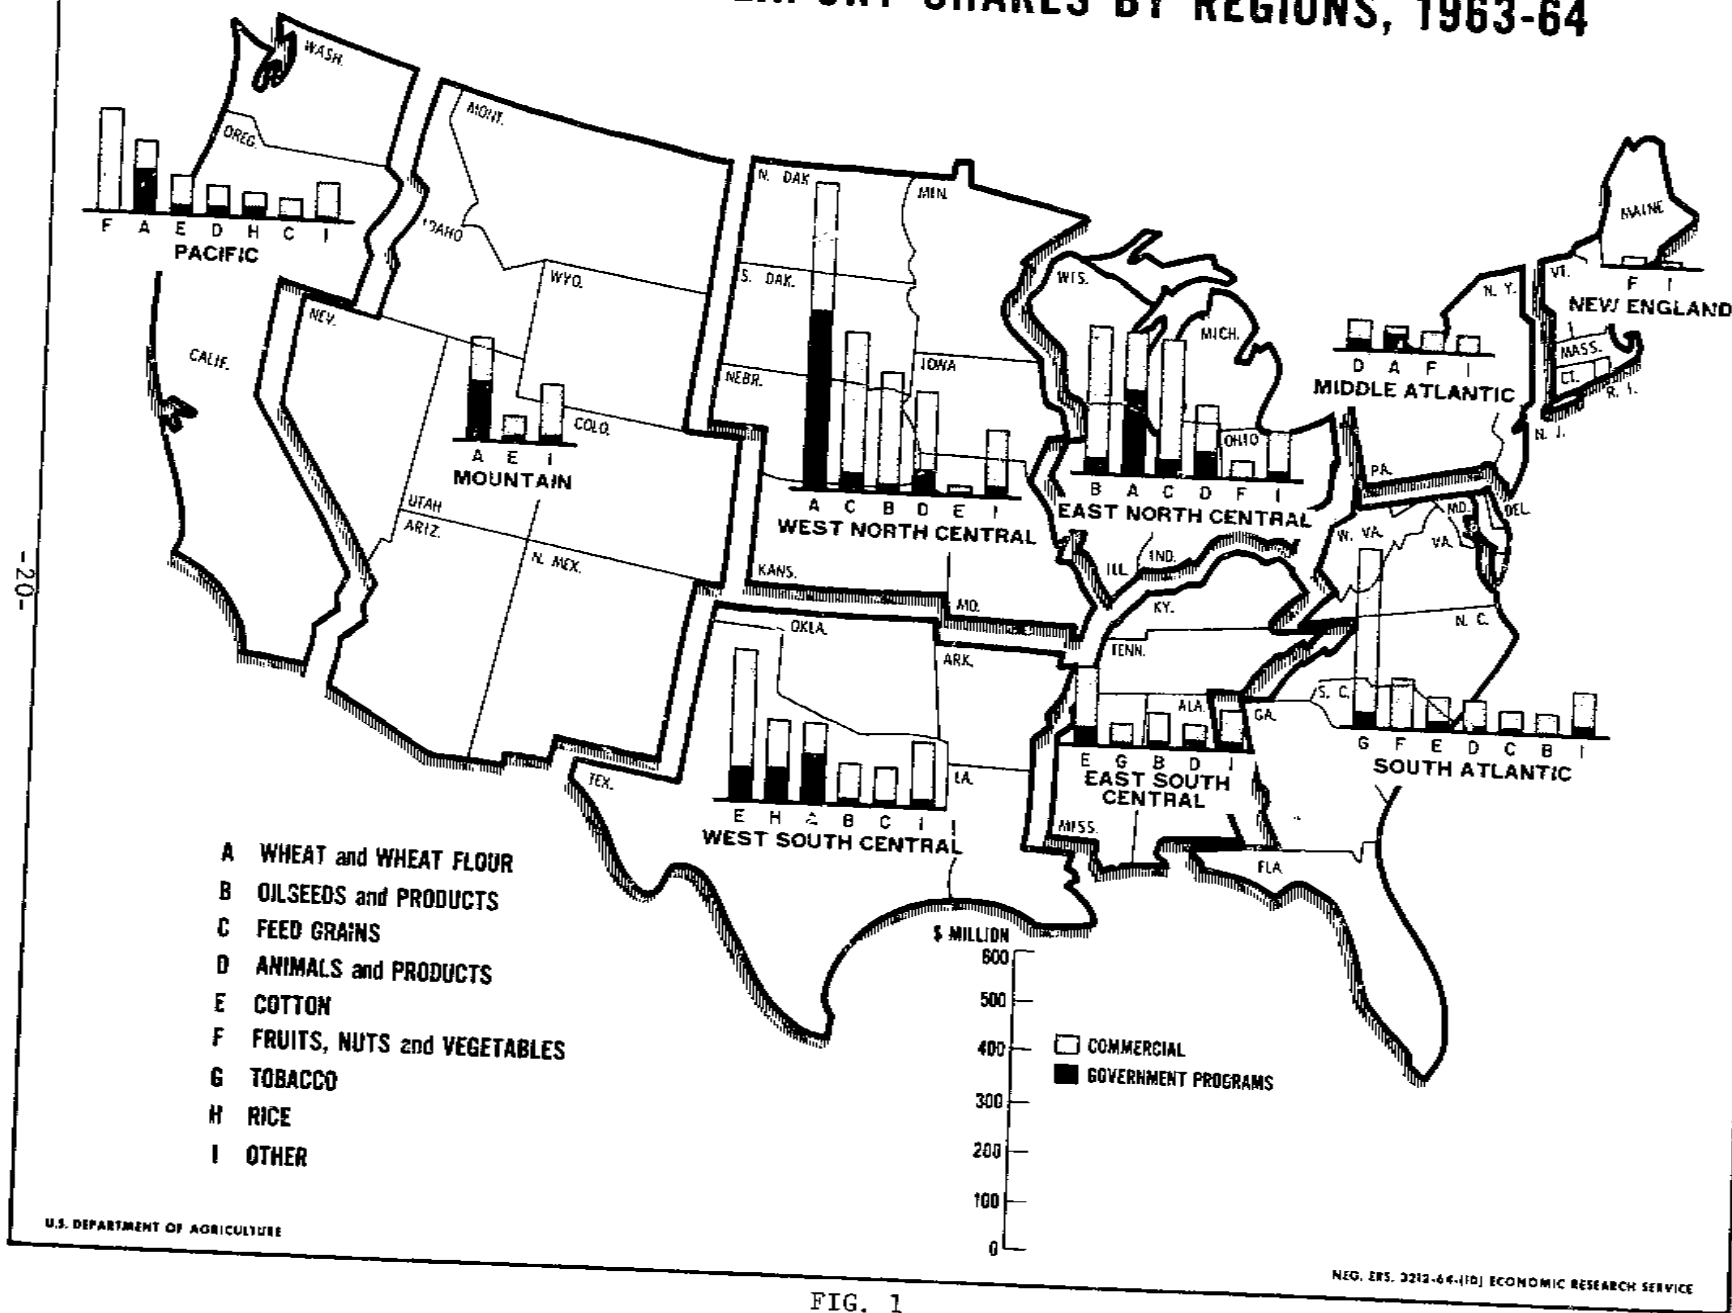 SHARES BY REGIONS, 1963-64
WASH.
OREG.
F A E D H C I
PACIFIC
CALIF.
MONT.
IDAHO
WYO.
NEV.
COLO.
A E I
MOUNTAIN
UTAH
ARIZ.
N. MEX.
N. DAK
MIN.
S. DAK.
NEBR.
IOWA
A C B D E I
WEST NORTH CENTRAL
KANS.
MO.
WIS.
MICH.
OHIO
B A C D F I
EAST NORTH CENTRAL
ILL.
IND.
MAINE
F I
NEW ENGLAND
VT.
MASS.
CT.
R. I.
N. Y.
D A F I
MIDDLE ATLANTIC
N. J.
PA.
MD.
DEL.
W. VA.
VA.
KY.
N. C.
TENN.
S. C.
ALA.
GA.
G F E D C B I
SOUTH ATLANTIC
E G B D I
EAST SOUTH
CENTRAL
MISS.
FLA.
OKLA.
ARK.
TEX.
LA.
E H A B C I
WEST SOUTH CENTRAL
A WHEAT and WHEAT FLOUR
B OILSEEDS and PRODUCTS
C FEED GRAINS
D ANIMALS and PRODUCTS
E COTTON
F FRUITS, NUTS and VEGETABLES
G TOBACCO
H RICE
I OTHER
$ MILLION
600
500
400
300
200
100
0
COMMERCIAL
GOVERNMENT PROGRAMS
-20-
U.S. DEPARTMENT OF AGRICULTURE
NEG. ERS. 3212-64-(10) ECONOMIC RESEARCH SERVICE
FIG. 1